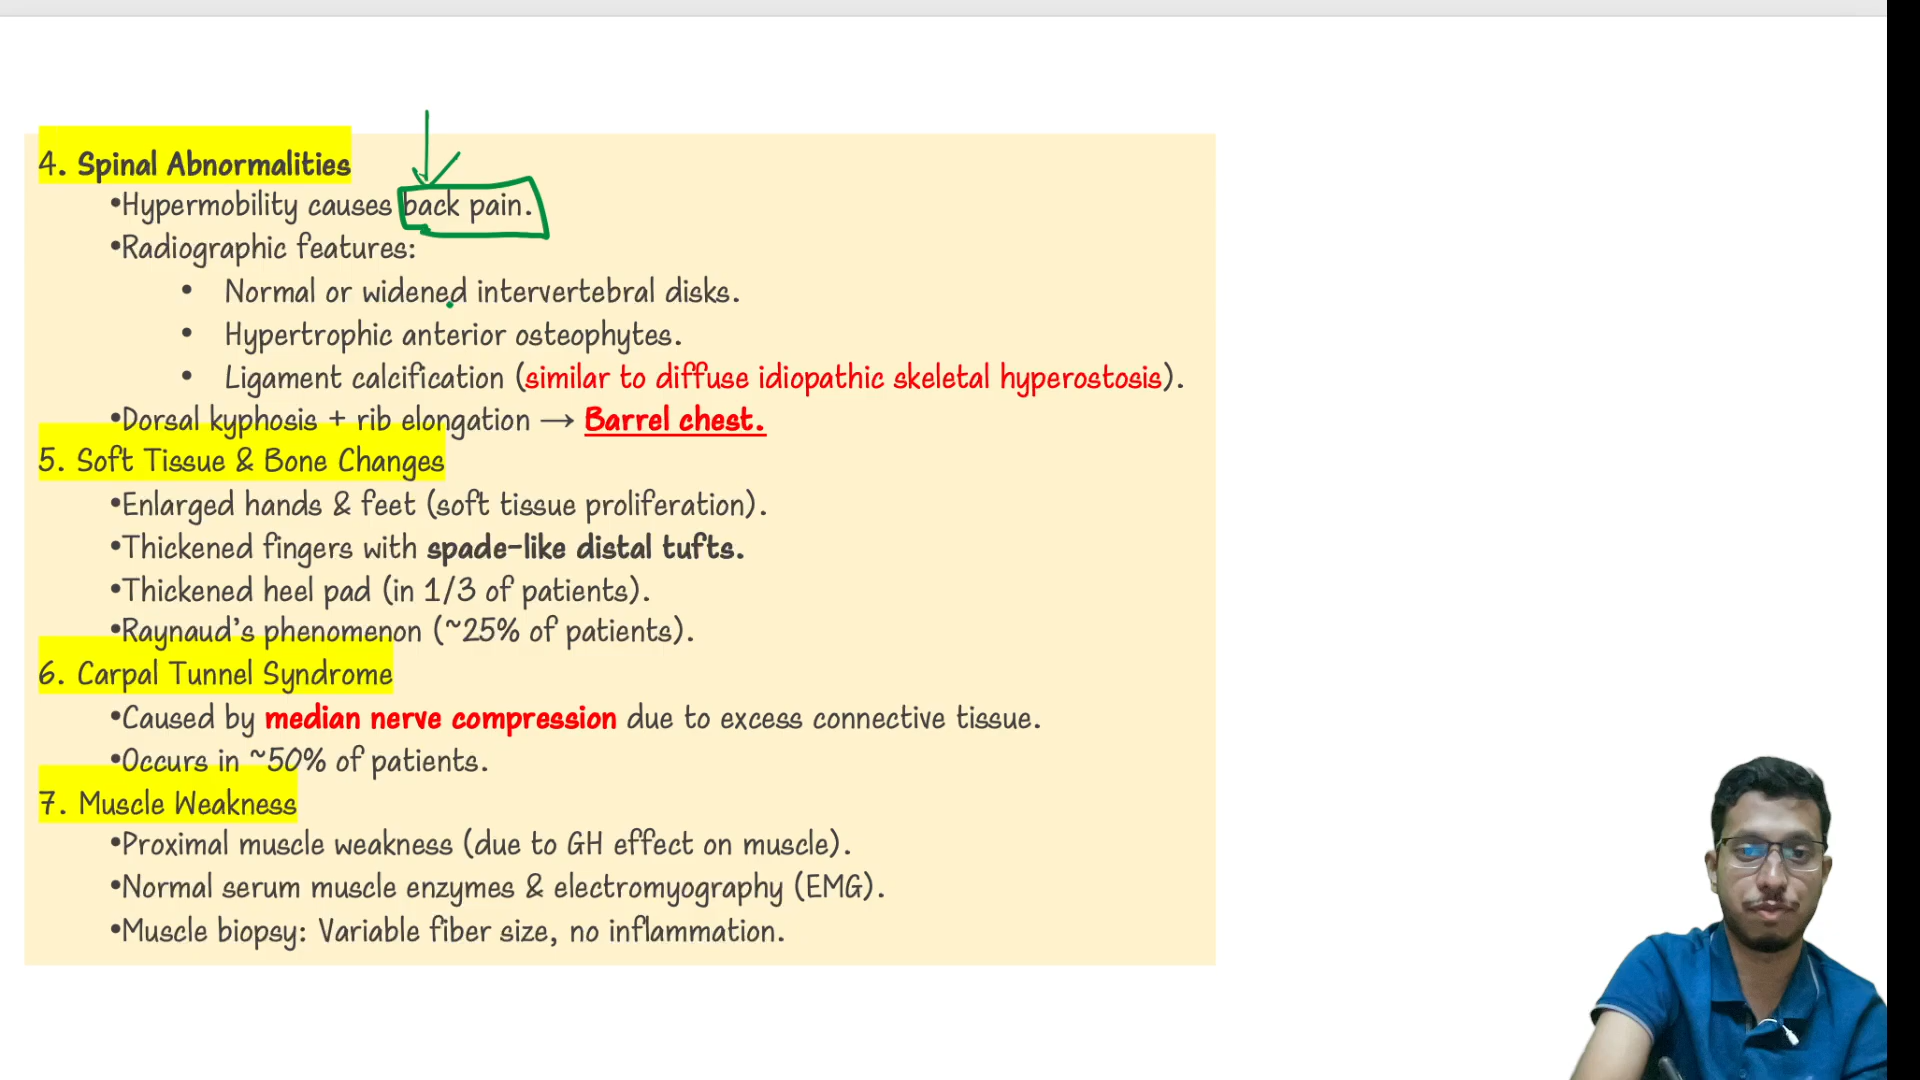 4. Spinal Abnormalities
•Hypermobility causes back pain.
•Radiographic features:
• Normal or widened intervertebral disks.
• Hypertrophic anterior osteophytes.
• Ligament calcification (similar to diffuse idiopathic skeletal hyperostosis).
•Dorsal kyphosis + rib elongation → Barrel chest.
5. Soft Tissue & Bone Changes
•Enlarged hands & feet (soft tissue proliferation).
•Thickened fingers with spade-like distal tufts.
•Thickened heel pad (in 1/3 of patients).
•Raynaud's phenomenon (~25% of patients).
6. Carpal Tunnel Syndrome
•Caused by median nerve compression due to excess connective tissue.
•Occurs in ~50% of patients.
7. Muscle Weakness
•Proximal muscle weakness (due to GH effect on muscle).
•Normal serum muscle enzymes & electromyography (EMG).
•Muscle biopsy: Variable fiber size, no inflammation.